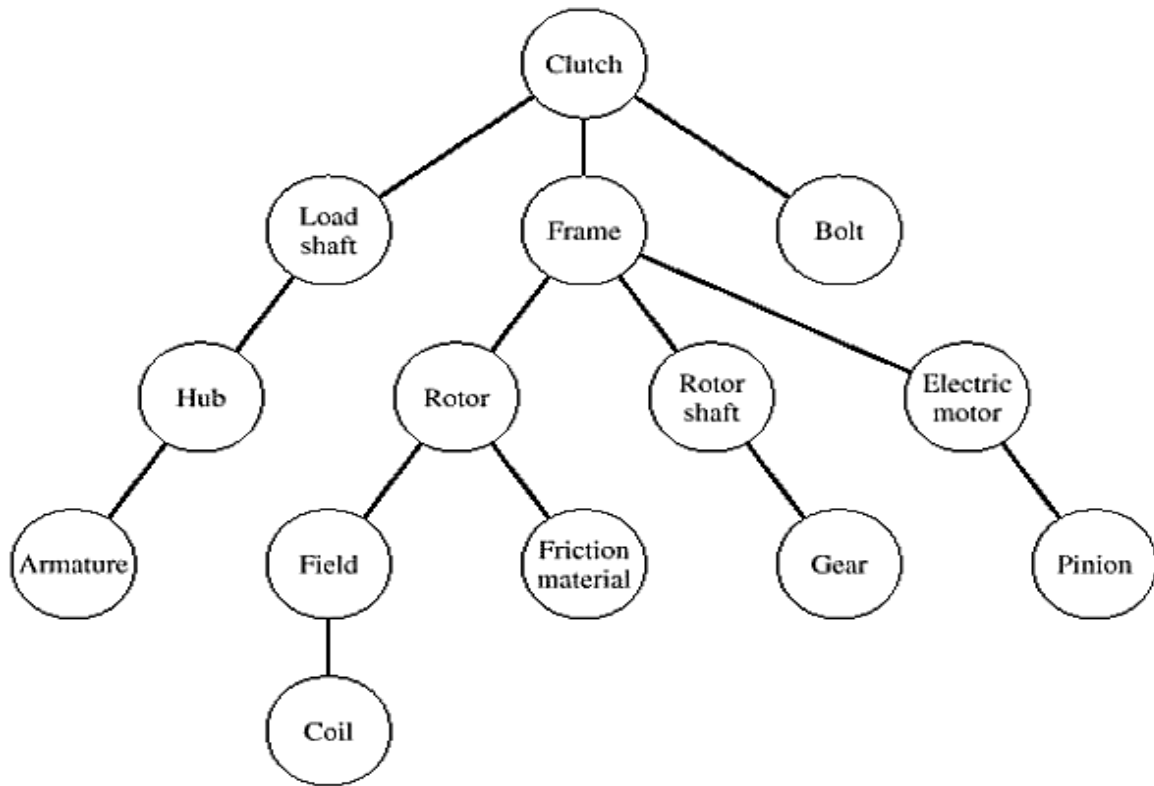 Clutch
Load
shaft
Frame
Bolt
Hub
Rotor
Rotor
shaft
Electric
motor
Armature
Field
Friction
material
Gear
Pinion
Coil